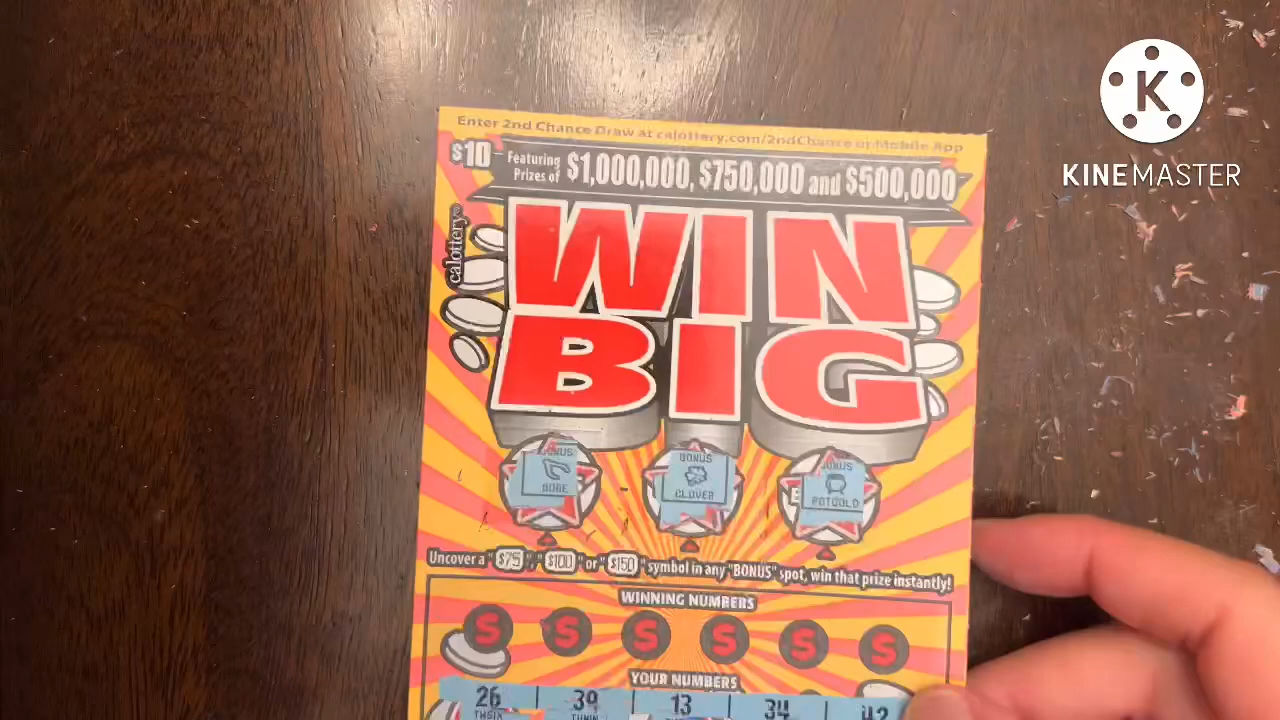 Enter 2nd Chance Draw at calottery.com/2ndChance or Mobile App
$10 Featuring Prizes of $1,000,000, $750,000 and $500,000
calottery
WIN
BIG
BONUS
BONUS
BONUS
CLOVER
POTGOLD
Uncover a "$75", "$100" or "$150" symbol in any "BONUS" spot, win that prize instantly!
WINNING NUMBERS
S S S S S S
YOUR NUMBERS
26 39 13 34 42
K
KINEMASTER